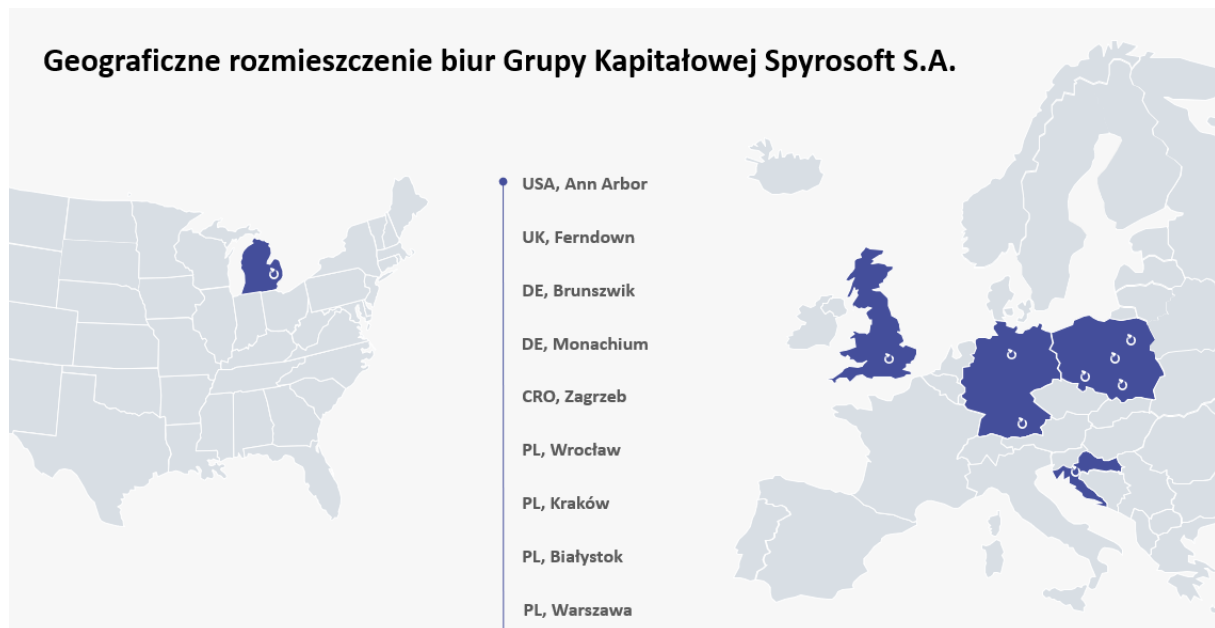 Geograficzne rozmieszczenie biur Grupy Kapitałowej Spyrosoft S.A.
USA, Ann Arbor
UK, Ferndown
DE, Brunszwik
DE, Monachium
CRO, Zagrzeb
PL, Wrocław
PL, Kraków
PL, Białystok
PL, Warszawa